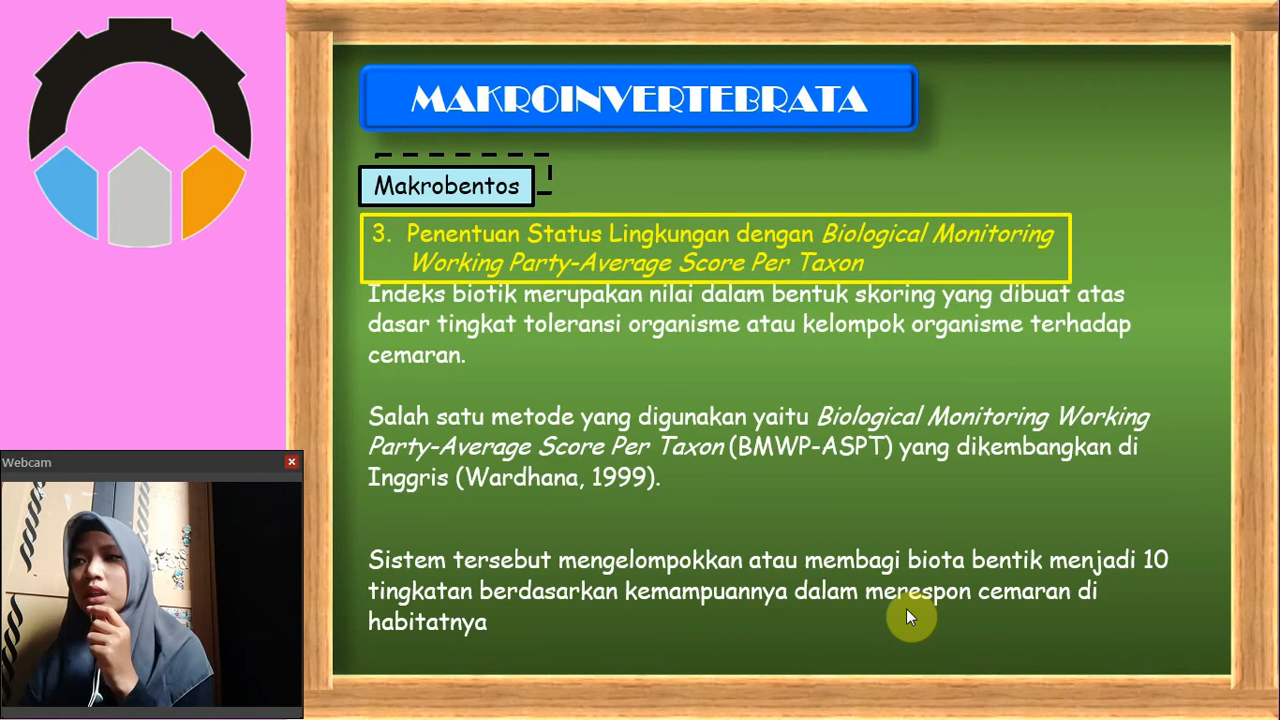 MAKROINVERTEBRATA
Makrobentos
3. Penentuan Status Lingkungan dengan Biological Monitoring
Working Party-Average Score Per Taxon
Indeks biotik merupakan nilai dalam bentuk skoring yang dibuat atas
dasar tingkat toleransi organisme atau kelompok organisme terhadap
cemaran.
Salah satu metode yang digunakan yaitu Biological Monitoring Working
Party-Average Score Per Taxon (BMWP-ASPT) yang dikembangkan di
Inggris (Wardhana, 1999).
Sistem tersebut mengelompokkan atau membagi biota bentik menjadi 10
tingkatan berdasarkan kemampuannya dalam merespon cemaran di
habitatnya
Webcam